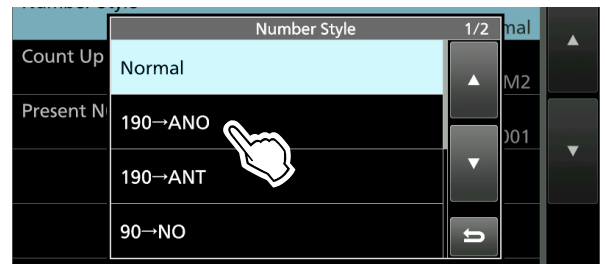 Number Style
Number Style 1/2
mal
Count Up
Normal
M2
Present N
190→ANO
001
190→ANT
90→NO